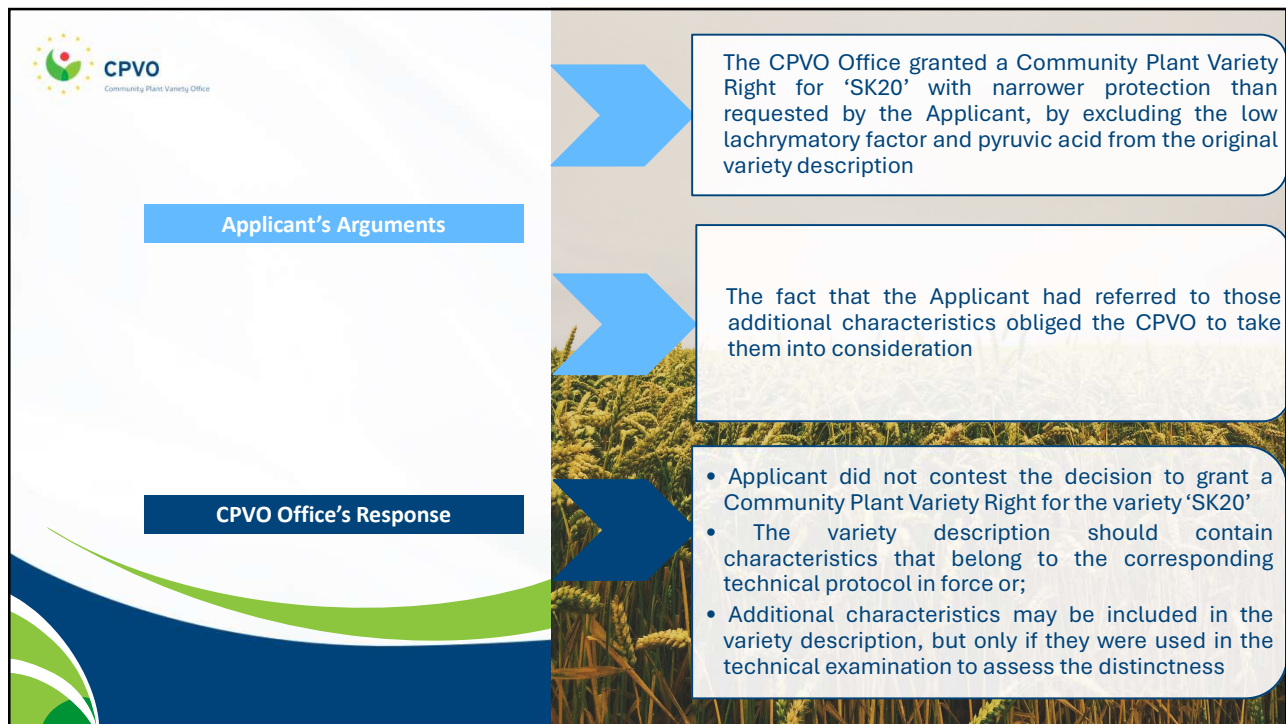 CPVO
Community Plant Variety Office
Applicant's Arguments
The CPVO Office granted a Community Plant Variety
Right for 'SK20' with narrower protection than
requested by the Applicant, by excluding the low
lachrymatory factor and pyruvic acid from the original
variety description
The fact that the Applicant had referred to those
additional characteristics obliged the CPVO to take
them into consideration
CPVO Office's Response
• Applicant did not contest the decision to grant a
Community Plant Variety Right for the variety 'SK20'
• The variety description should contain
characteristics that belong to the corresponding
technical protocol in force or;
• Additional characteristics may be included in the
variety description, but only if they were used in the
technical examination to assess the distinctness